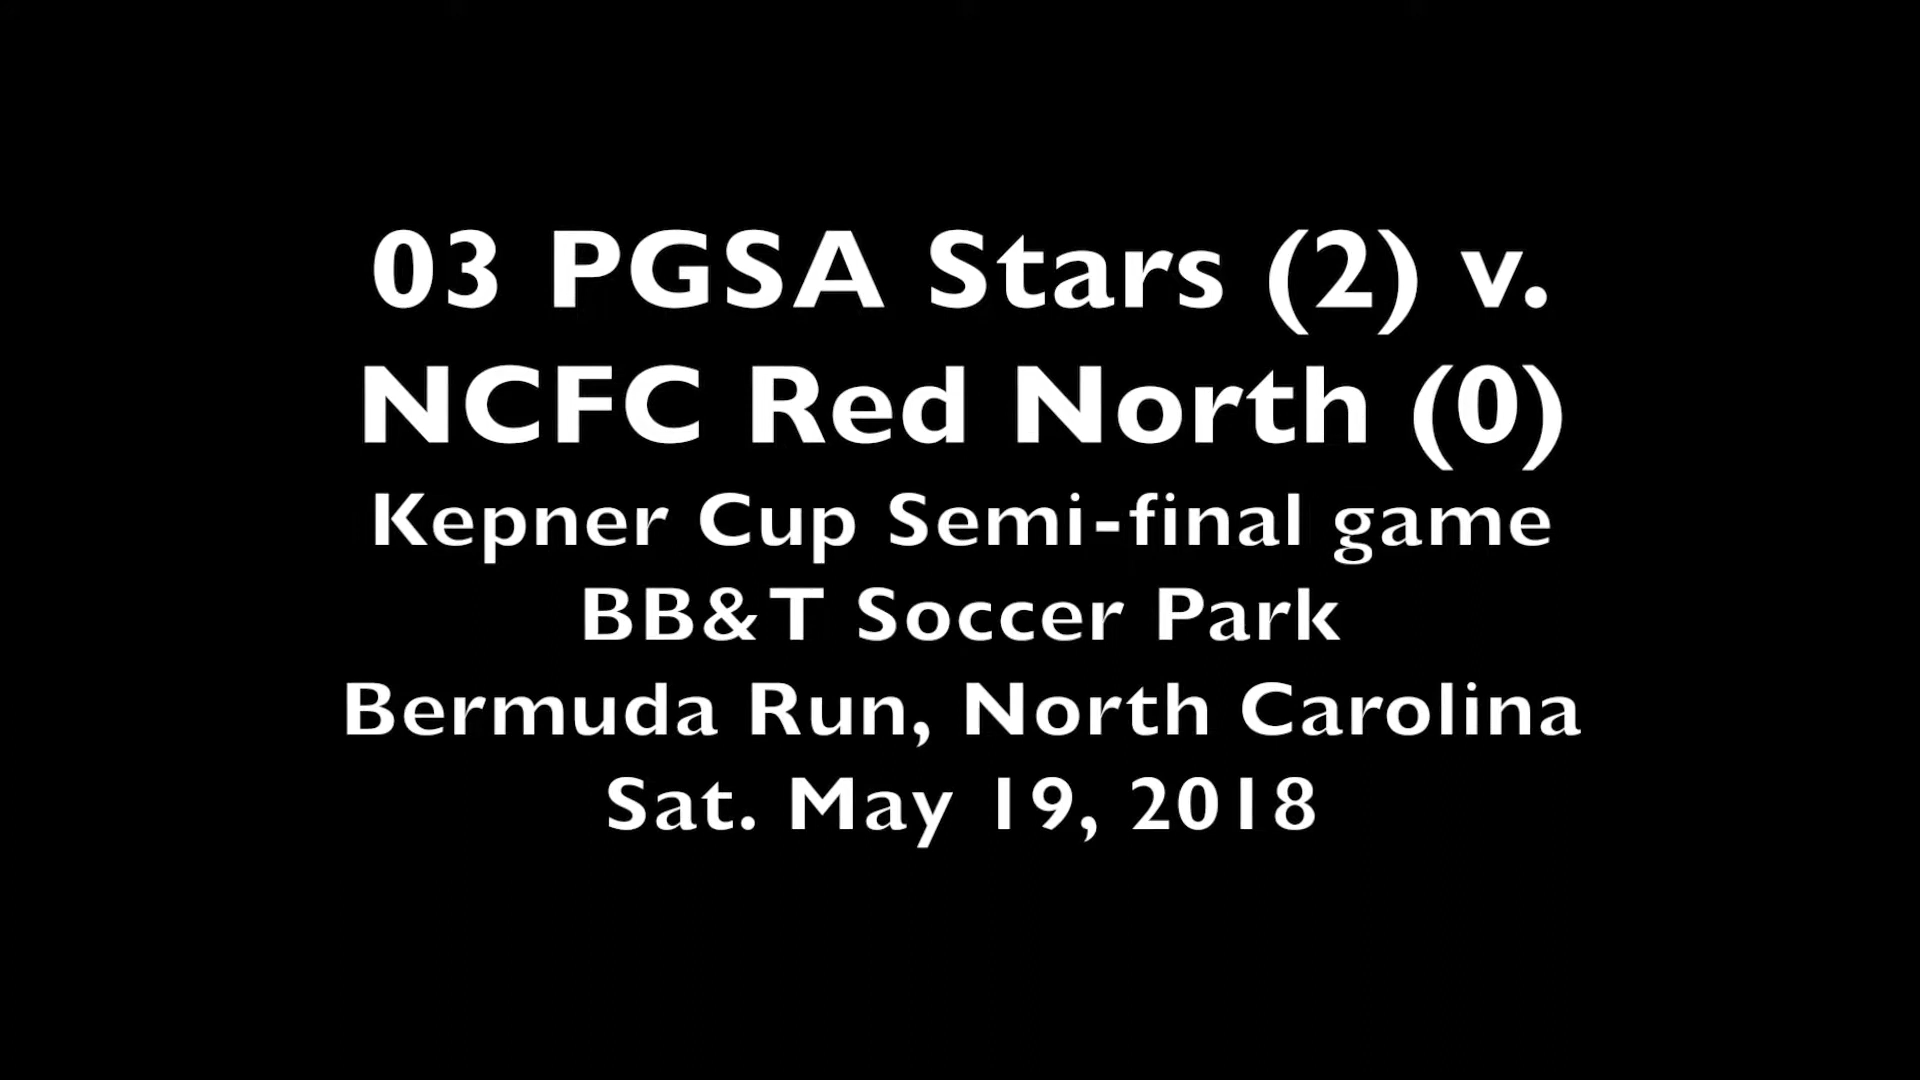 03 PGSA Stars (2) v.
NCFC Red North (0)
Kepner Cup Semi-final game
BB&T Soccer Park
Bermuda Run, North Carolina
Sat. May 19, 2018